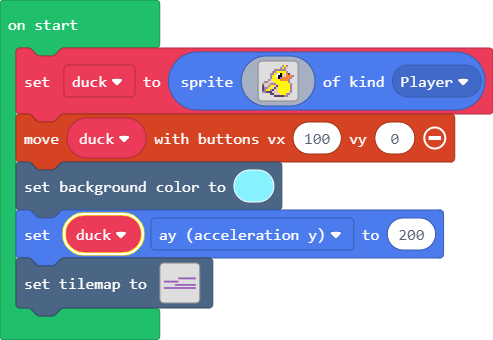 on start
set duck to sprite of kind Player
move duck with buttons vx 100 vy 0
set background color to
set duck ay (acceleration y) to 200
set tilemap to